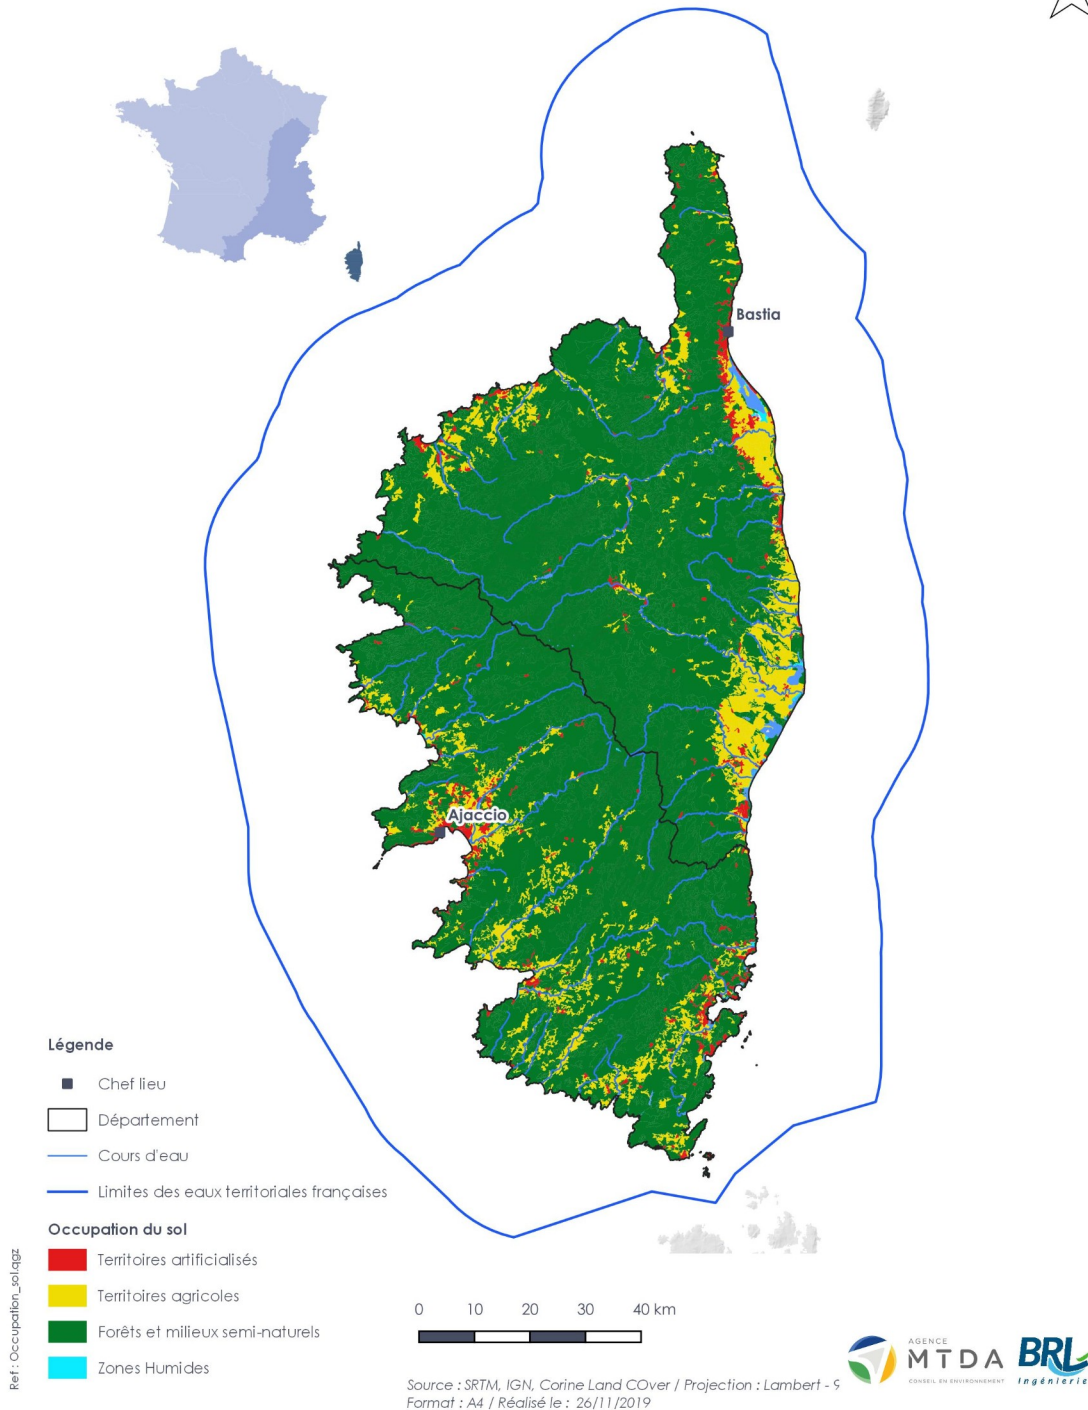 Bastia
Ajaccio
Légende
Chef lieu
Département
Cours d'eau
Limites des eaux territoriales françaises
Occupation du sol
Territoires artificialisés
Territoires agricoles
Forêts et milieux semi-naturels
Zones Humides
Ref : Occupation_sol.qgz
0 10 20 30 40 km
Source : SRTM, IGN, Corine Land COver / Projection : Lambert - 9
Format : A4 / Réalisé le : 26/11/2019
AGENCE
MTDA
CONSEIL EN ENVIRONNEMENT
BRL
Ingénierie